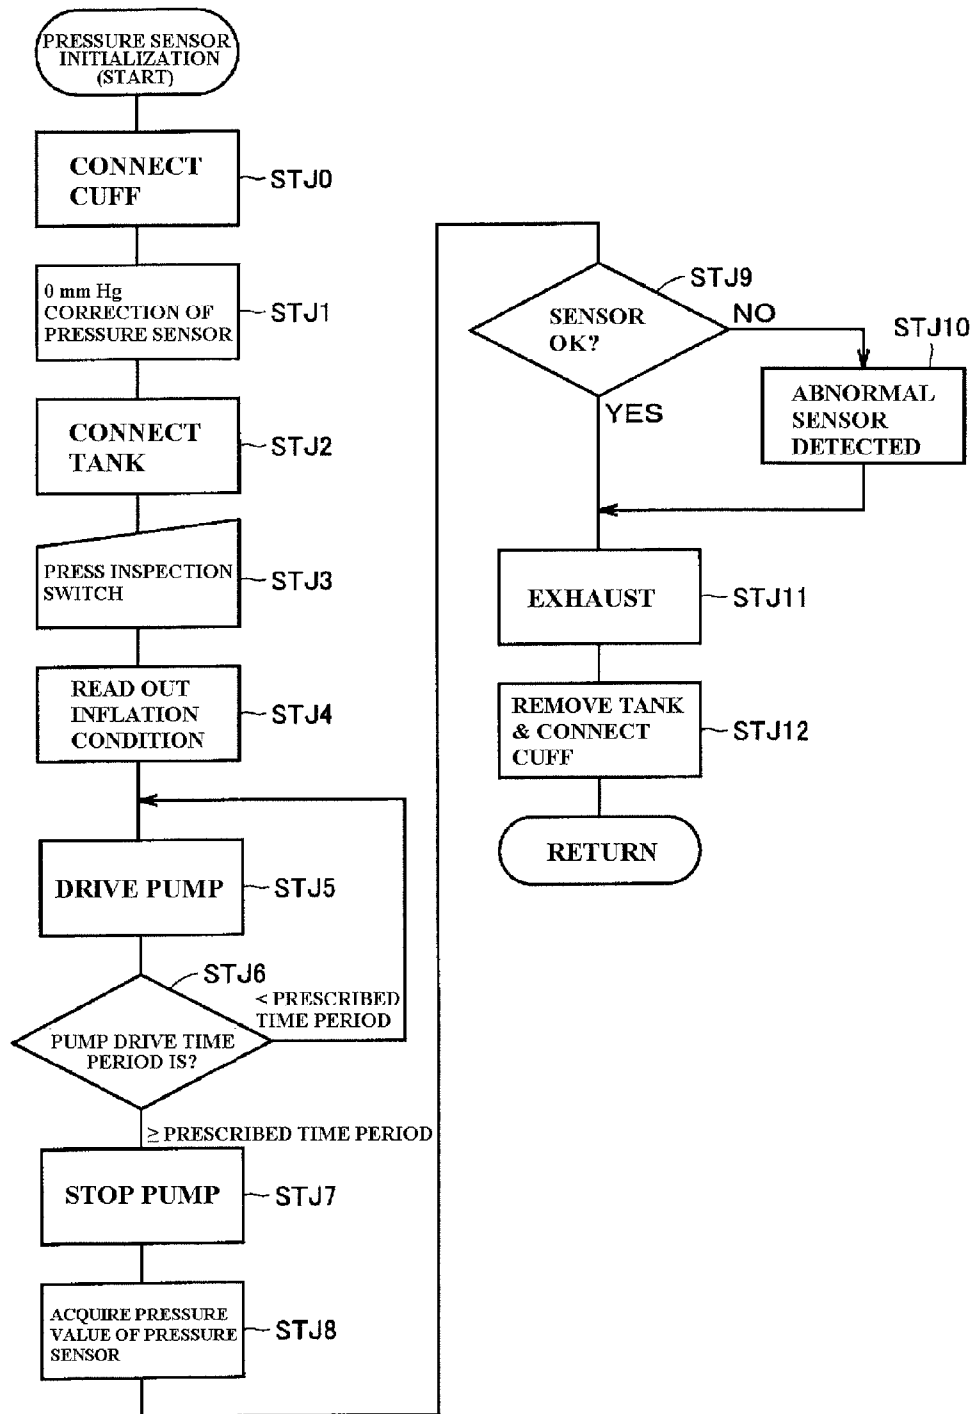 PRESSURE SENSOR
INITIALIZATION
(START)
CONNECT
CUFF
STJ0
0 mm Hg
CORRECTION OF
PRESSURE SENSOR
STJ1
CONNECT
TANK
STJ2
PRESS INSPECTION
SWITCH
STJ3
READ OUT
INFLATION
CONDITION
STJ4
DRIVE PUMP
STJ5
STJ6
< PRESCRIBED
TIME PERIOD
PUMP DRIVE TIME
PERIOD IS?
≥ PRESCRIBED TIME PERIOD
STOP PUMP
STJ7
ACQUIRE PRESSURE
VALUE OF PRESSURE
SENSOR
STJ8
STJ9
SENSOR
OK?
NO
YES
STJ10
ABNORMAL
SENSOR
DETECTED
EXHAUST
STJ11
REMOVE TANK
& CONNECT
CUFF
STJ12
RETURN